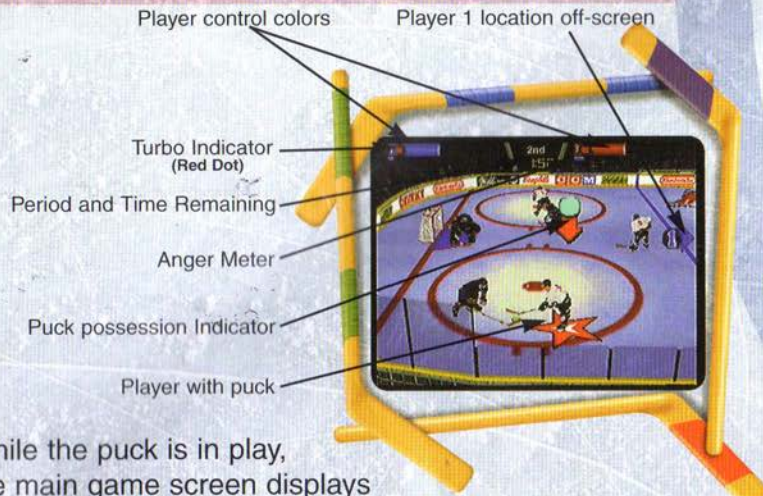 Player control colors
Player 1 location off-screen
Turbo Indicator
(Red Dot)
2nd
Period and Time Remaining
Anger Meter
Puck possession Indicator
Player with puck
the puck is in play,
main game screen displays